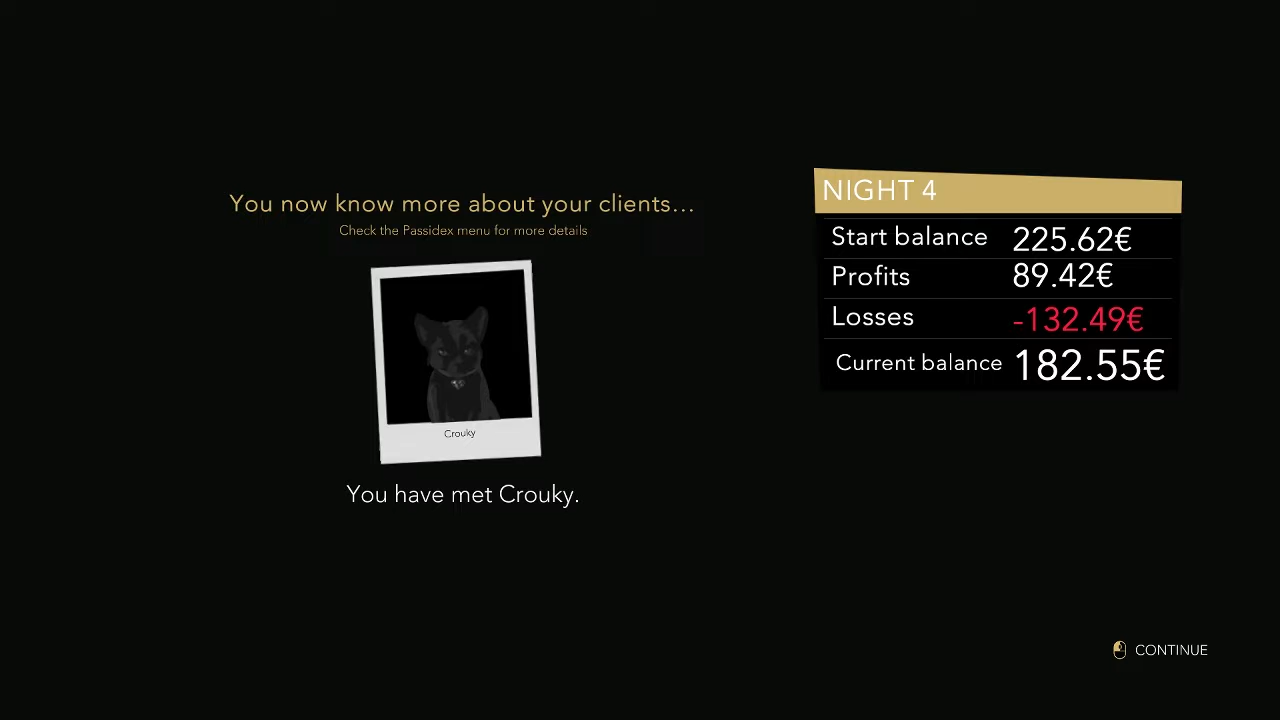 You now know more about your clients...
Check the Passidex menu for more details
Crouky
You have met Crouky.
NIGHT 4
Start balance 225.62€
Profits 89.42€
Losses -132.49€
Current balance 182.55€
CONTINUE